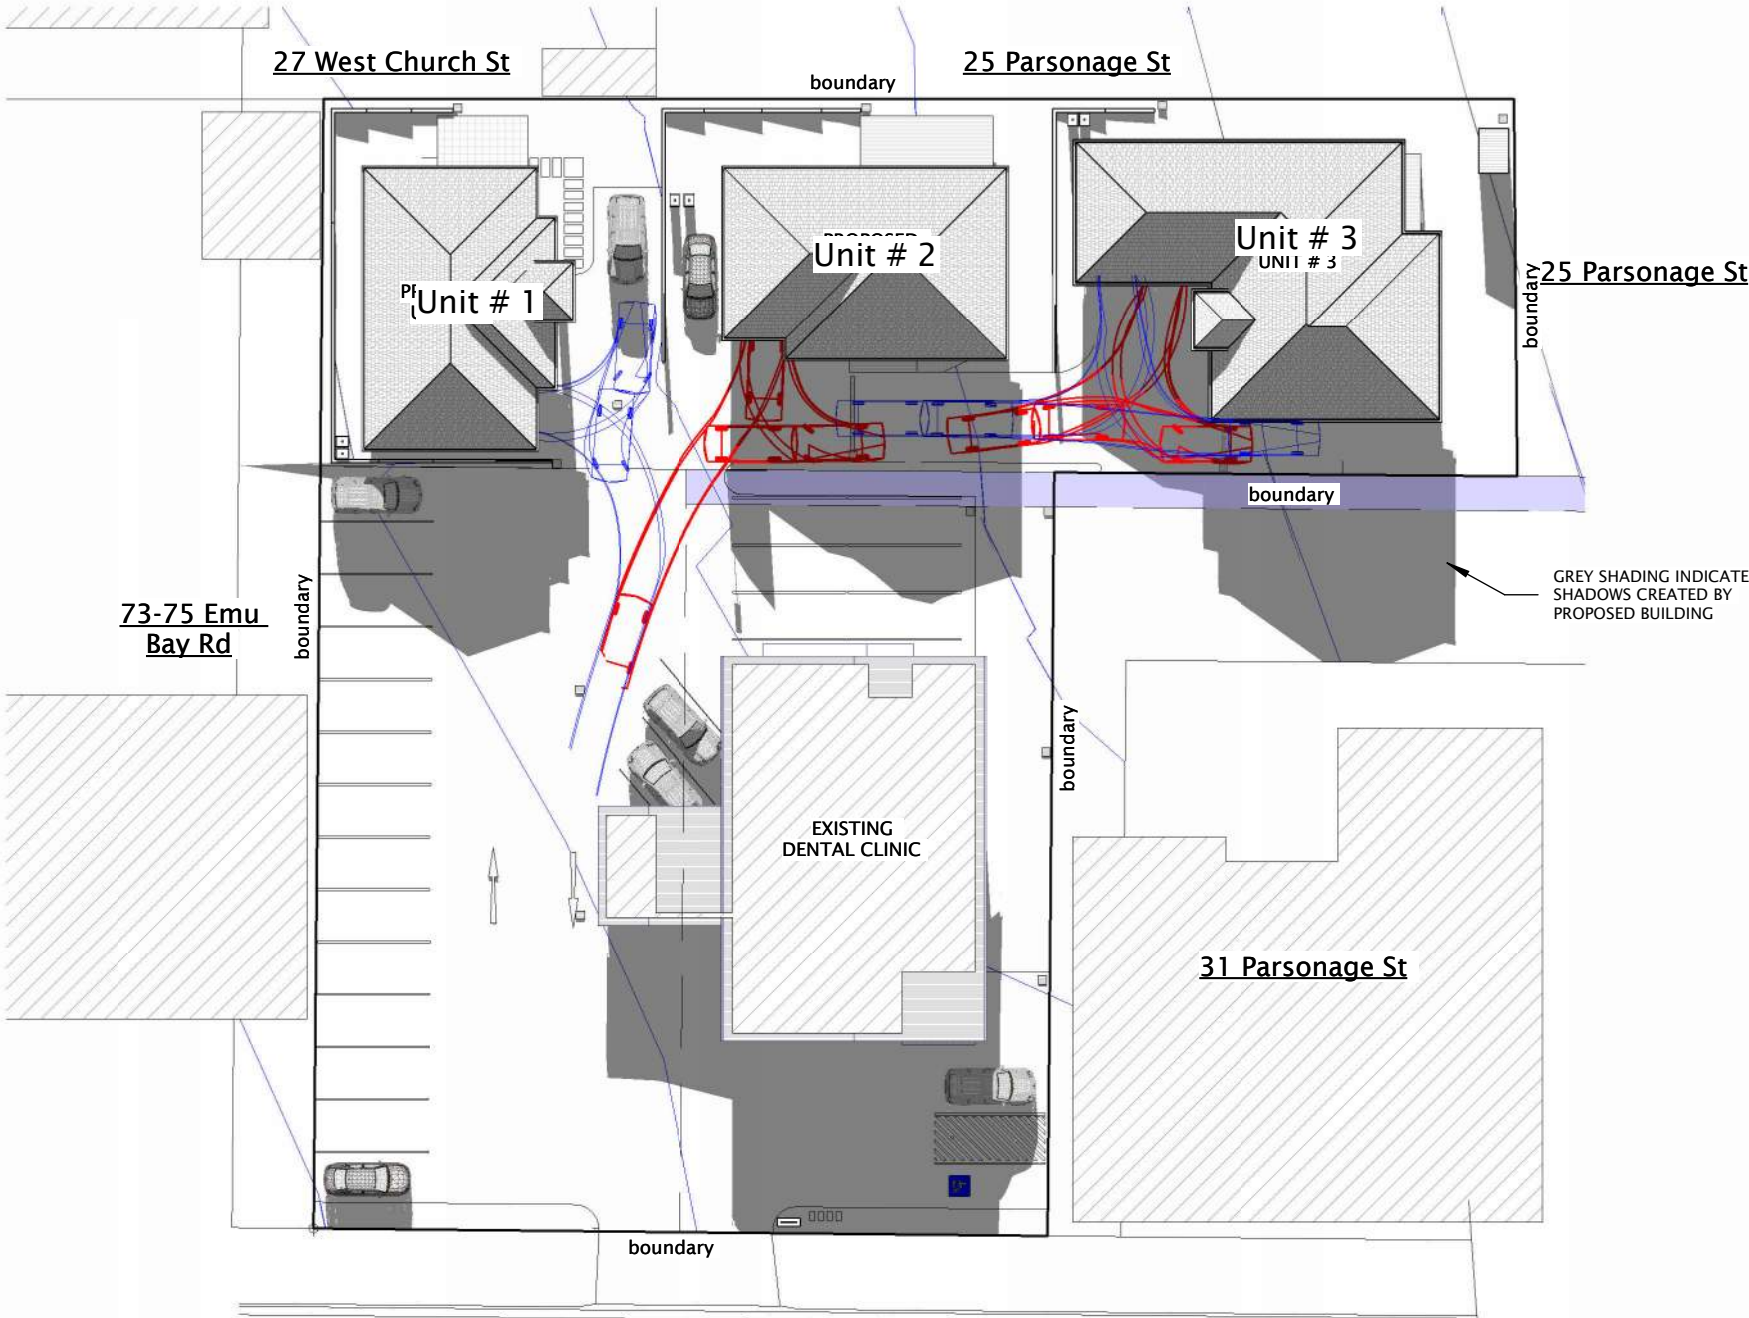 27 West Church St
25 Parsonage St
boundary
Unit # 1
Unit # 2
Unit # 3
UNIT # 3
25 Parsonage St
boundary
boundary
GREY SHADING INDICATE
SHADOWS CREATED BY
PROPOSED BUILDING
73-75 Emu
Bay Rd
boundary
boundary
EXISTING
DENTAL CLINIC
31 Parsonage St
boundary